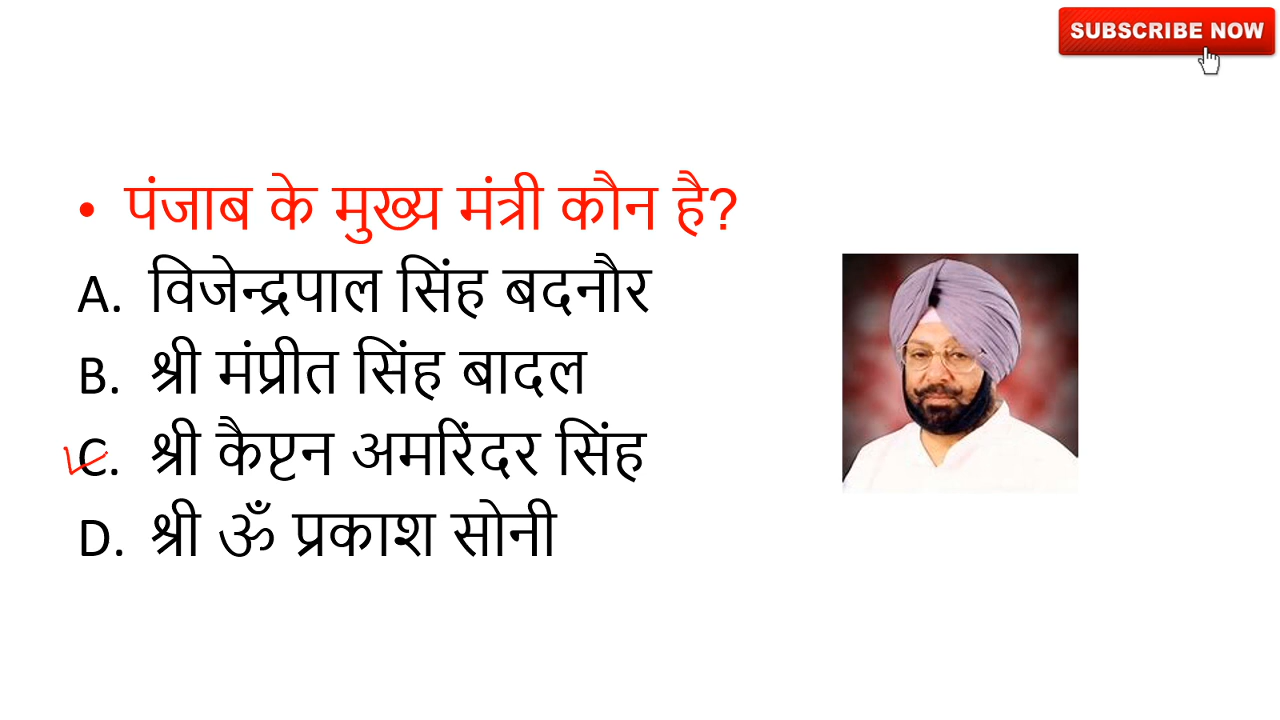 SUBSCRIBE NOW
• पंजाब के मुख्य मंत्री कौन है?
A. विजेन्द्रपाल सिंह बदनौर
B. श्री मंप्रीत सिंह बादल
C. श्री कैप्टन अमरिंदर सिंह
D. श्री ॐ प्रकाश सोनी